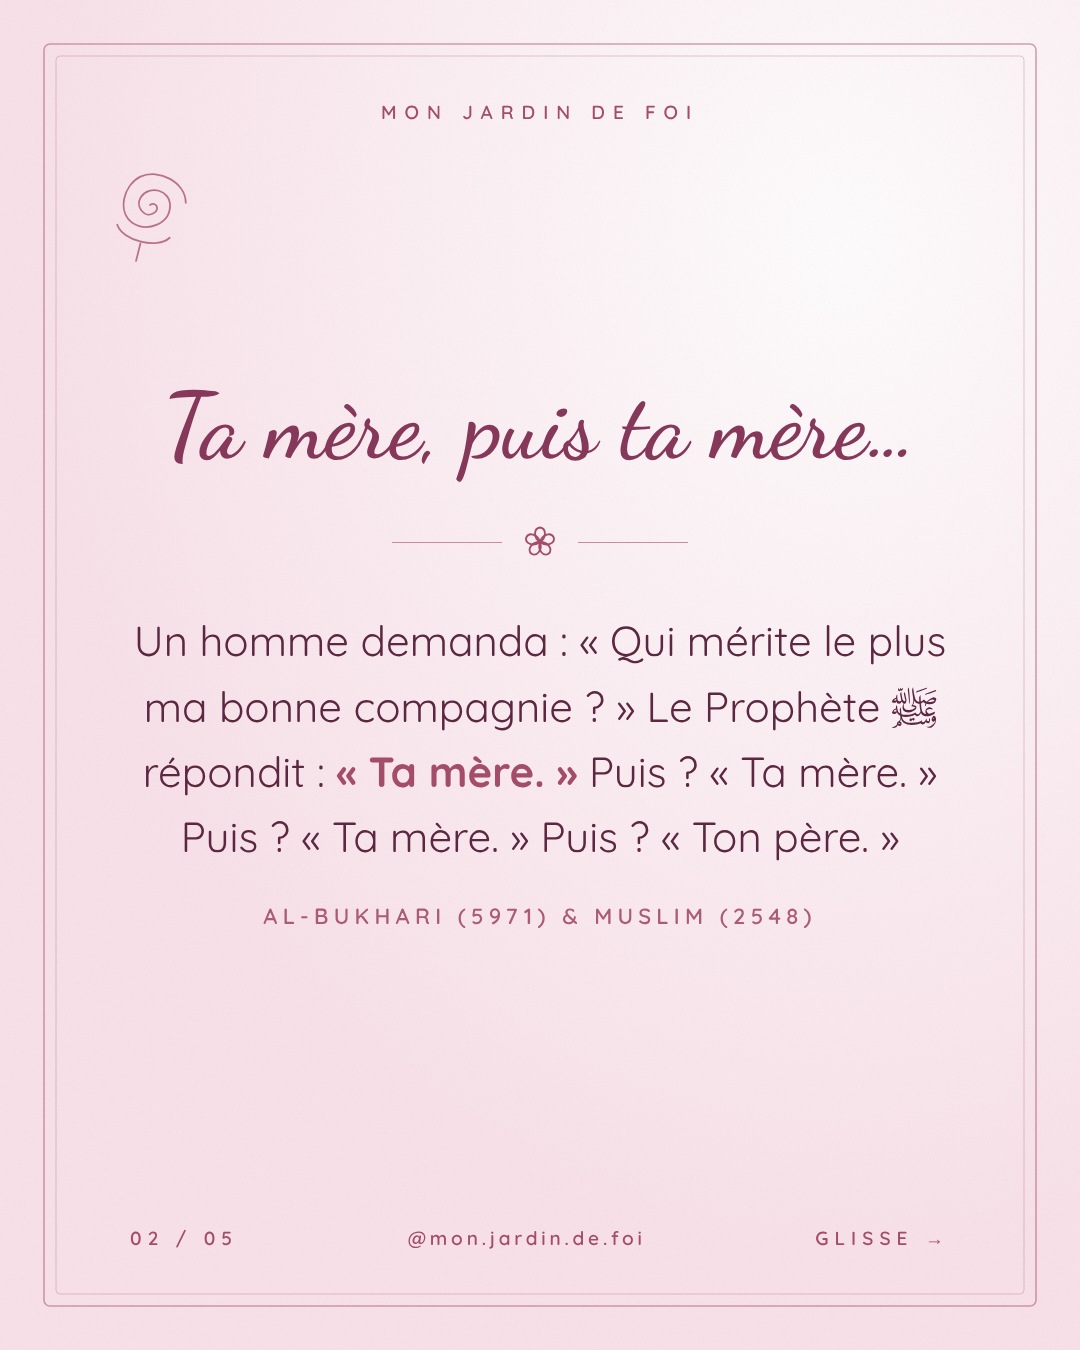 MON JARDIN DE FOI
Ta mère, puis ta mère...
Un homme demanda : « Qui mérite le plus
ma bonne compagnie ? » Le Prophète ﷺ
répondit : « Ta mère. » Puis ? « Ta mère. »
Puis ? « Ta mère. » Puis ? « Ton père. »
AL-BUKHARI (5971) & MUSLIM (2548)
02 / 05
@mon.jardin.de.foi
GLISSE →